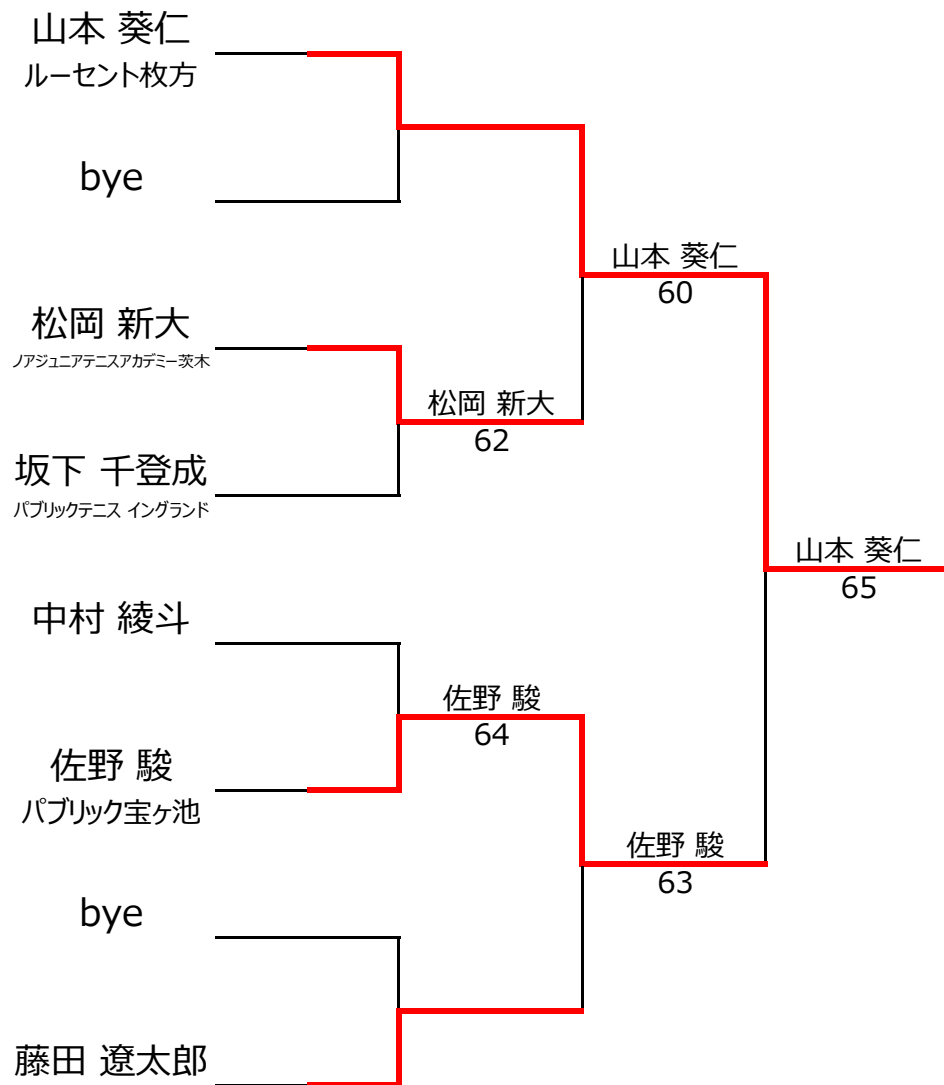 山本 葵仁
ルーセント枚方
bye
山本 葵仁
60
松岡 新大
ノアジュニアテニスアカデミー茨木
松岡 新大
62
坂下 千登成
パブリックテニス イングランド
山本 葵仁
65
中村 綾斗
佐野 駿
64
佐野 駿
パブリック宝ヶ池
佐野 駿
63
bye
藤田 遼太郎